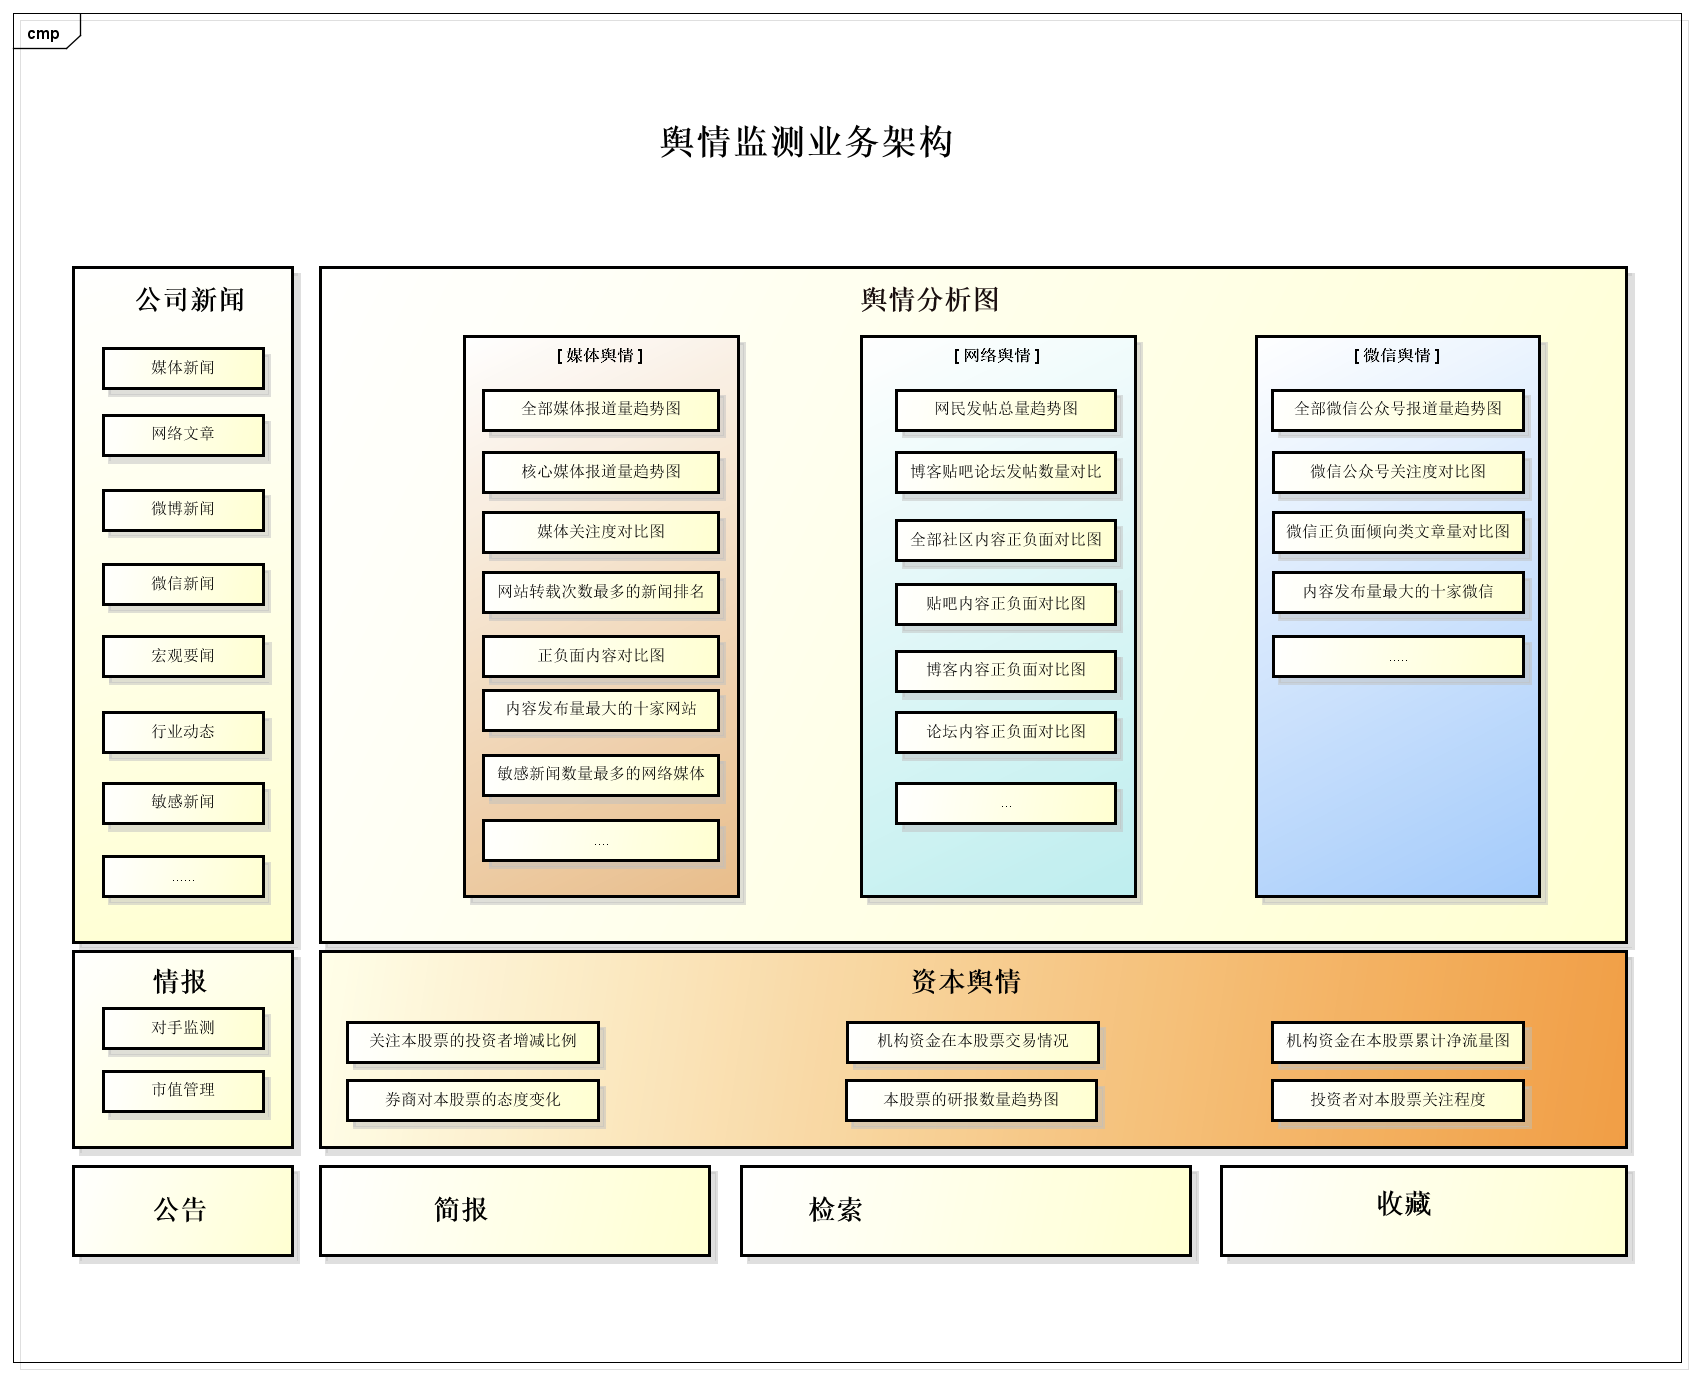 cmp
舆情监测业务架构
公司新闻
媒体新闻
网络文章
微博新闻
微信新闻
宏观要闻
行业动态
敏感新闻
......
舆情分析图
[ 媒体舆情 ]
全部媒体报道量趋势图
核心媒体报道量趋势图
媒体关注度对比图
网站转载次数最多的新闻排名
正负面内容对比图
内容发布量最大的十家网站
敏感新闻数量最多的网络媒体
....
[ 网络舆情 ]
网民发帖总量趋势图
博客贴吧论坛发帖数量对比
全部社区内容正负面对比图
贴吧内容正负面对比图
博客内容正负面对比图
论坛内容正负面对比图
...
[ 微信舆情 ]
全部微信公众号报道量趋势图
微信公众号关注度对比图
微信正负面倾向类文章量对比图
内容发布量最大的十家微信
.....
情报
对手监测
市值管理
资本舆情
关注本股票的投资者增减比例
机构资金在本股票交易情况
机构资金在本股票累计净流量图
券商对本股票的态度变化
本股票的研报数量趋势图
投资者对本股票关注程度
公告
简报
检索
收藏